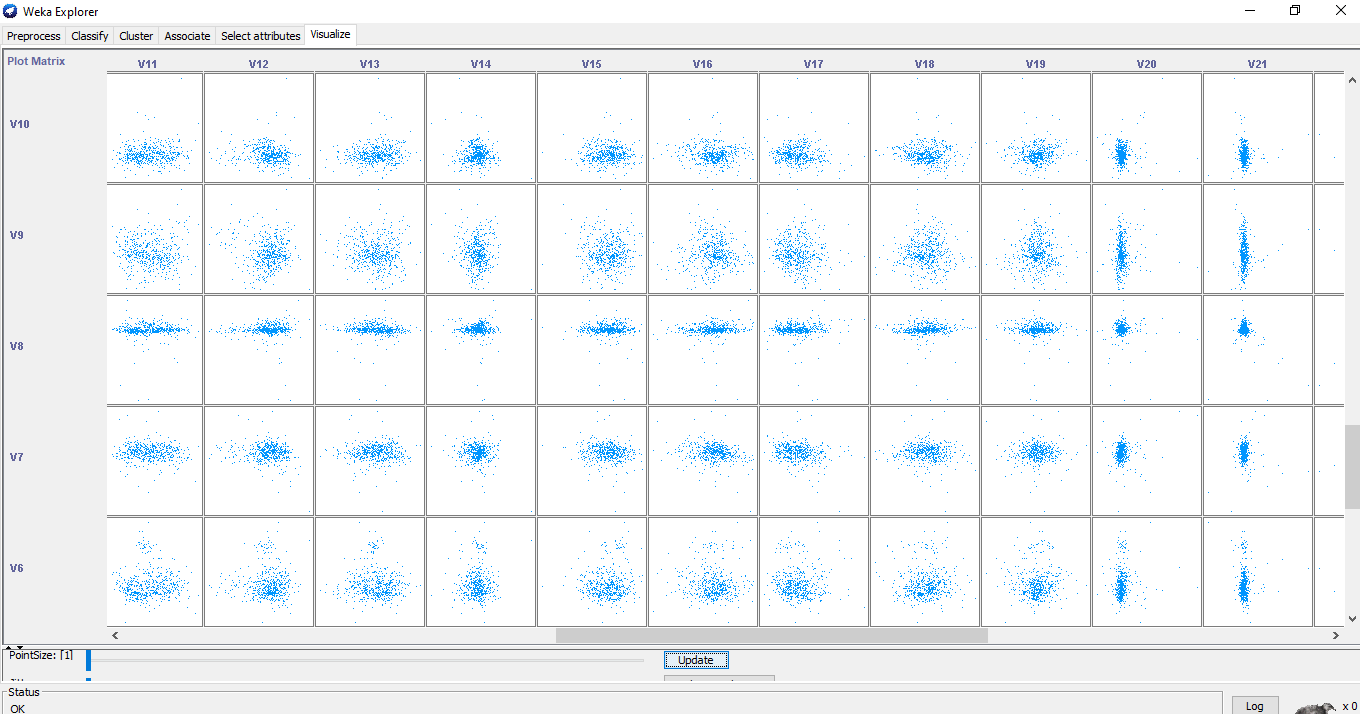 Weka Explorer
Preprocess Classify Cluster Associate Select attributes Visualize
Plot Matrix V11 V12 V13 V14 V15 V16 V17 V18 V19 V20 V21
V10
V9
V8
V7
V6
PointSize: [1] Update
Status
OK Log x 0